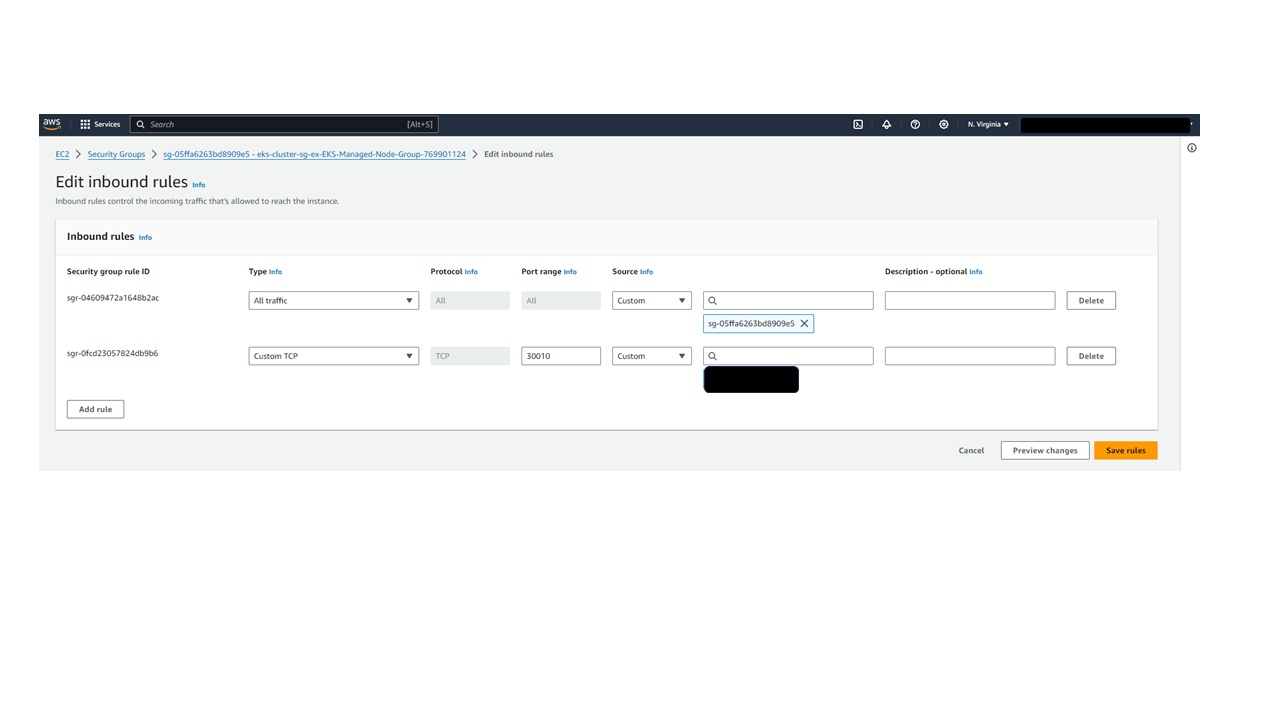 aws Services Search [Alt+S] N. Virginia
EC2 > Security Groups > sg-05ffa6263bd8909e5 - eks-cluster-sg-ex-EKS-Managed-Node-Group-769901124 > Edit inbound rules
Edit inbound rules Info
Inbound rules control the incoming traffic that's allowed to reach the instance.
Inbound rules Info
Security group rule ID Type Info Protocol Info Port range Info Source Info Description - optional Info
sgr-04609472a1648b2ac All traffic All All Custom Delete
sg-05ffa6263bd8909e5
sgr-0fcd23057824db9b6 Custom TCP TCP 30010 Custom Delete
Add rule
Cancel Preview changes Save rules